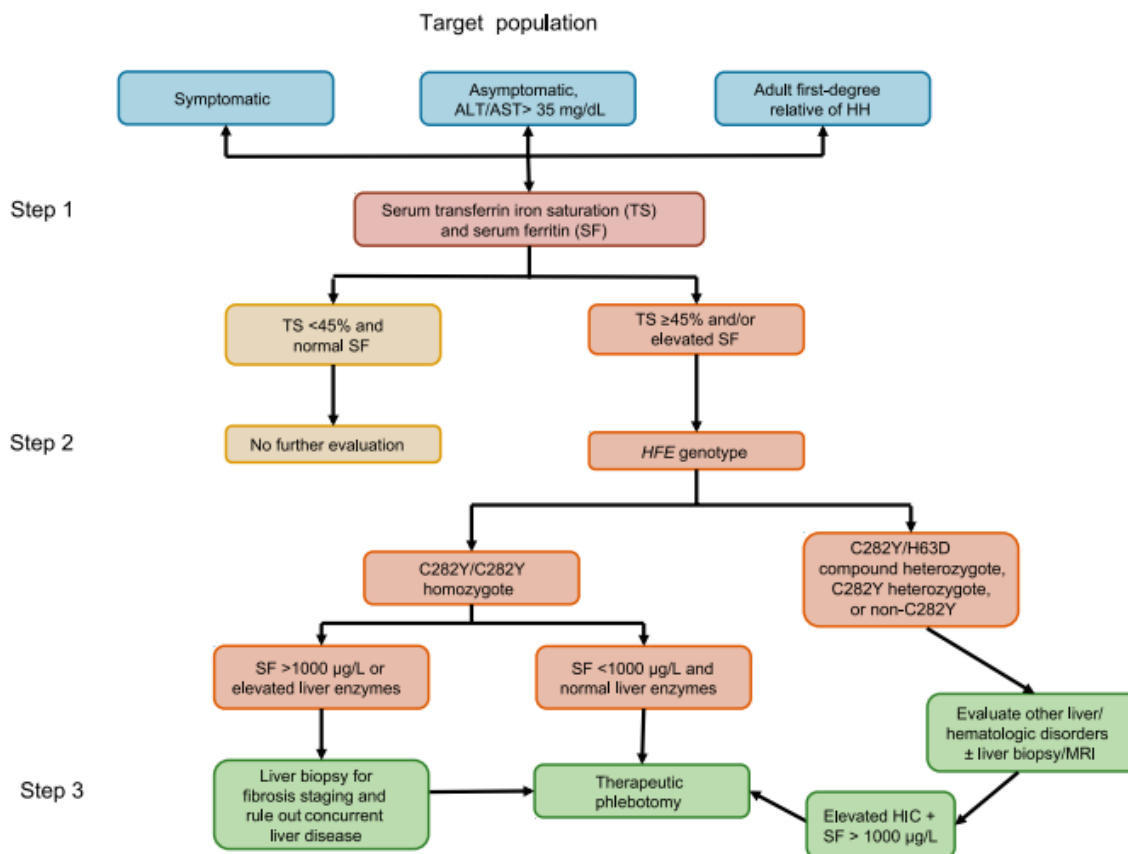 Target population
Symptomatic
Asymptomatic,
ALT/AST> 35 mg/dL
Adult first-degree
relative of HH
Step 1
Serum transferrin iron saturation (TS)
and serum ferritin (SF)
TS <45% and
normal SF
TS ≥45% and/or
elevated SF
Step 2
No further evaluation
HFE genotype
C282Y/C282Y
homozygote
C282Y/H63D
compound heterozygote,
C282Y heterozygote,
or non-C282Y
SF >1000 µg/L or
elevated liver enzymes
SF <1000 µg/L and
normal liver enzymes
Evaluate other liver/
hematologic disorders
± liver biopsy/MRI
Step 3
Liver biopsy for
fibrosis staging and
rule out concurrent
liver disease
Therapeutic
phlebotomy
Elevated HIC +
SF > 1000 µg/L